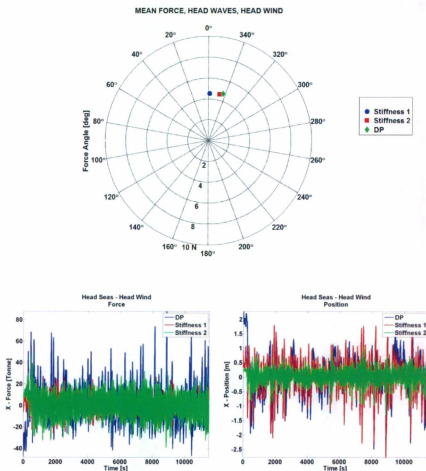 MEAN FORCE, HEAD WAVES, HEAD WIND
0°
20° 340°
40° 320°
60° 300°
80° 280°
100° 260°
120° 240°
140° 220°
160° 200°
180°
2
4
6
8
10 N
Force Angle [deg]
Stiffness 1
Stiffness 2
DP
Head Seas - Head Wind
Force
DP
Stiffness 1
Stiffness 2
80
60
40
20
0
-20
-40
X - Force [Tonne]
0 2000 4000 6000 8000 10000
Time [s]
Head Seas - Head Wind
Position
DP
Stiffness 1
Stiffness 2
2
1.5
1
0.5
0
-0.5
-1
-1.5
-2
-2.5
X - Position [m]
0 2000 4000 6000 8000 10000
Time [s]